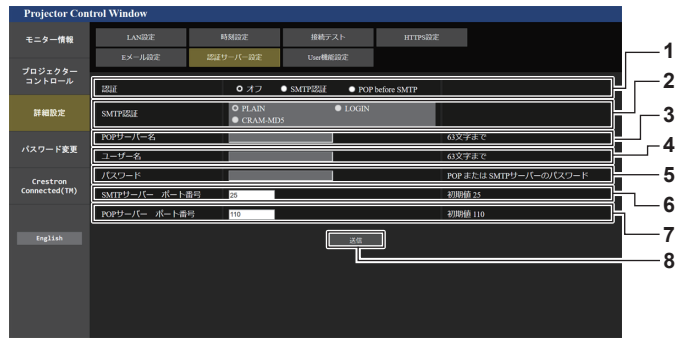 Projector Control Window
モニター情報
プロジェクター
コントロール
詳細設定
パスワード変更
Crestron
Connected(TM)
English
LAN設定 時刻設定 接続テスト HTTPS設定
Eメール設定 認証サーバー設定 User機能設定
認証 オフ SMTP認証 POP before SMTP
SMTP認証 PLAIN LOGIN
CRAM-MD5
POPサーバー名 63文字まで
ユーザー名 63文字まで
パスワード POP または SMTPサーバーのパスワード
SMTPサーバー ポート番号 25 初期値 25
POPサーバー ポート番号 110 初期値 110
送信
1
2
3
4
5
6
7
8